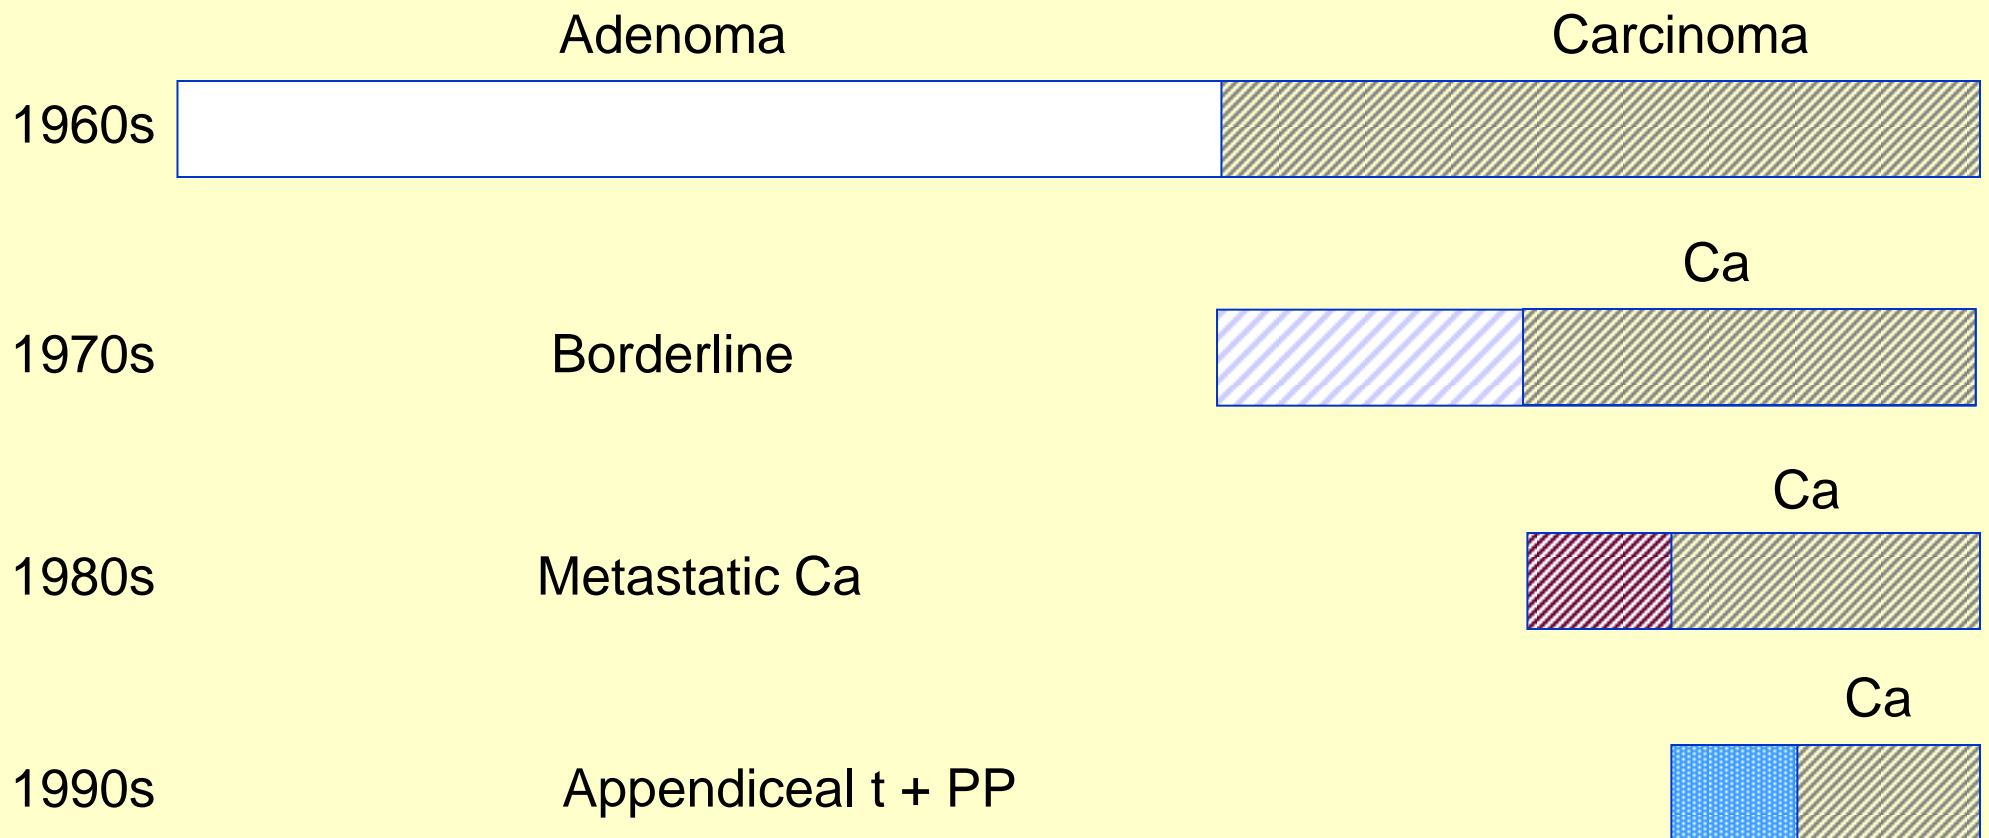 Adenoma Carcinoma
1960s
Ca
1970s Borderline
Ca
1980s Metastatic Ca
Ca
1990s Appendiceal t + PP